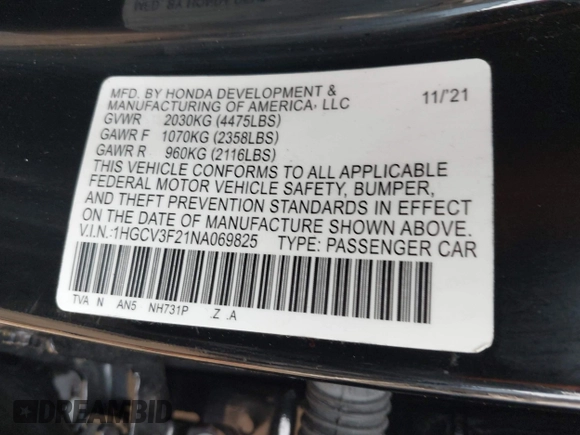 MFD. BY HONDA DEVELOPMENT &
MANUFACTURING OF AMERICA, LLC 11/'21
GVWR 2030KG (4475LBS)
GAWR F 1070KG (2358LBS)
GAWR R 960KG (2116LBS)
THIS VEHICLE CONFORMS TO ALL APPLICABLE
FEDERAL MOTOR VEHICLE SAFETY, BUMPER,
AND THEFT PREVENTION STANDARDS IN EFFECT
ON THE DATE OF MANUFACTURE SHOWN ABOVE.
V.I.N.:1HGCV3F21NA069825 TYPE: PASSENGER CAR
TVA N AN5 NH731P .Z .A
DREAMBID